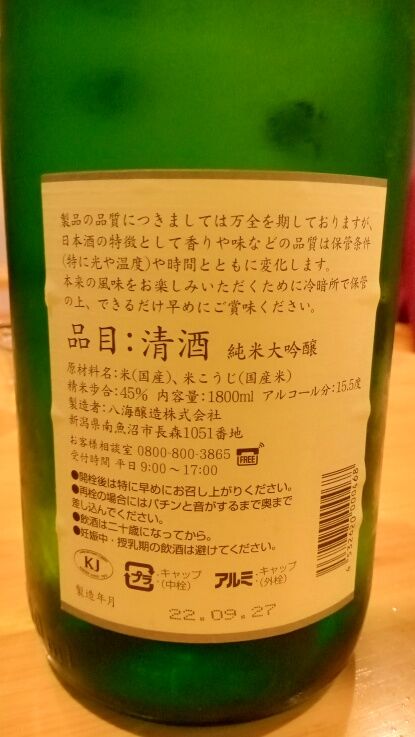 製品の品質につきましては万全を期しておりますが、
日本酒の特徴として香りや味などの品質は保管条件
(特に光や温度)や時間とともに変化します。
本来の風味をお楽しみいただくために冷暗所で保管
の上、できるだけ早めにご賞味ください。
品目：清酒 純米大吟醸
原材料名：米(国産)、米こうじ(国産米)
精米歩合：45% 内容量：1800ml アルコール分：15.5度
製造者：八海醸造株式会社
新潟県南魚沼市長森1051番地
お客様相談室 0800-800-3865
受付時間 平日 9:00〜17:00
FREE
●開栓後は特に早めにお召し上がりください。
●再栓の場合にはパチンと音がするまで奥まで
差し込んでください。
●飲酒は二十歳になってから。
●妊娠中・授乳期の飲酒は避けてください。
KJ
プラ キャップ(中栓)
アルミ キャップ(外栓)
製造年月
22.09.27